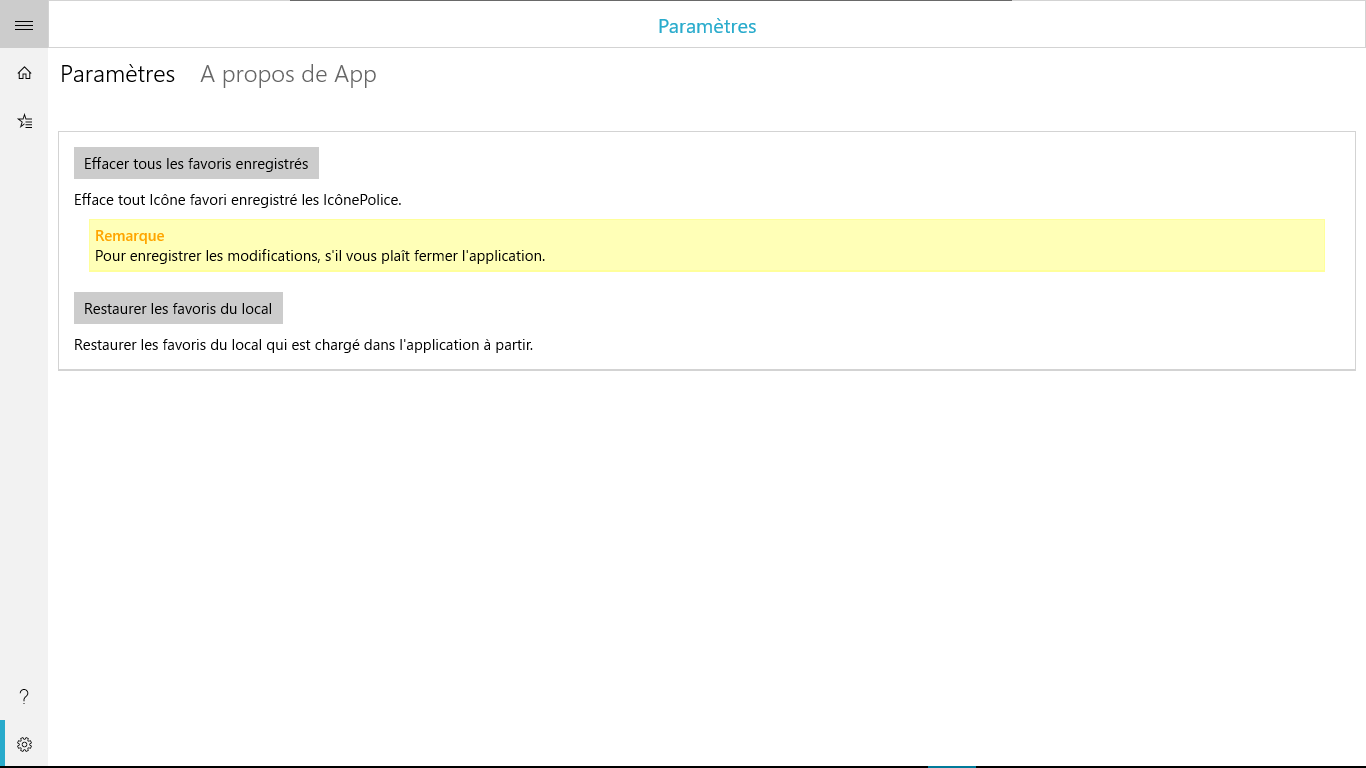 Paramètres
Paramètres A propos de App
Effacer tous les favoris enregistrés
Efface tout Icône favori enregistré les IcônePolice.
Remarque
Pour enregistrer les modifications, s'il vous plaît fermer l'application.
Restaurer les favoris du local
Restaurer les favoris du local qui est chargé dans l'application à partir.